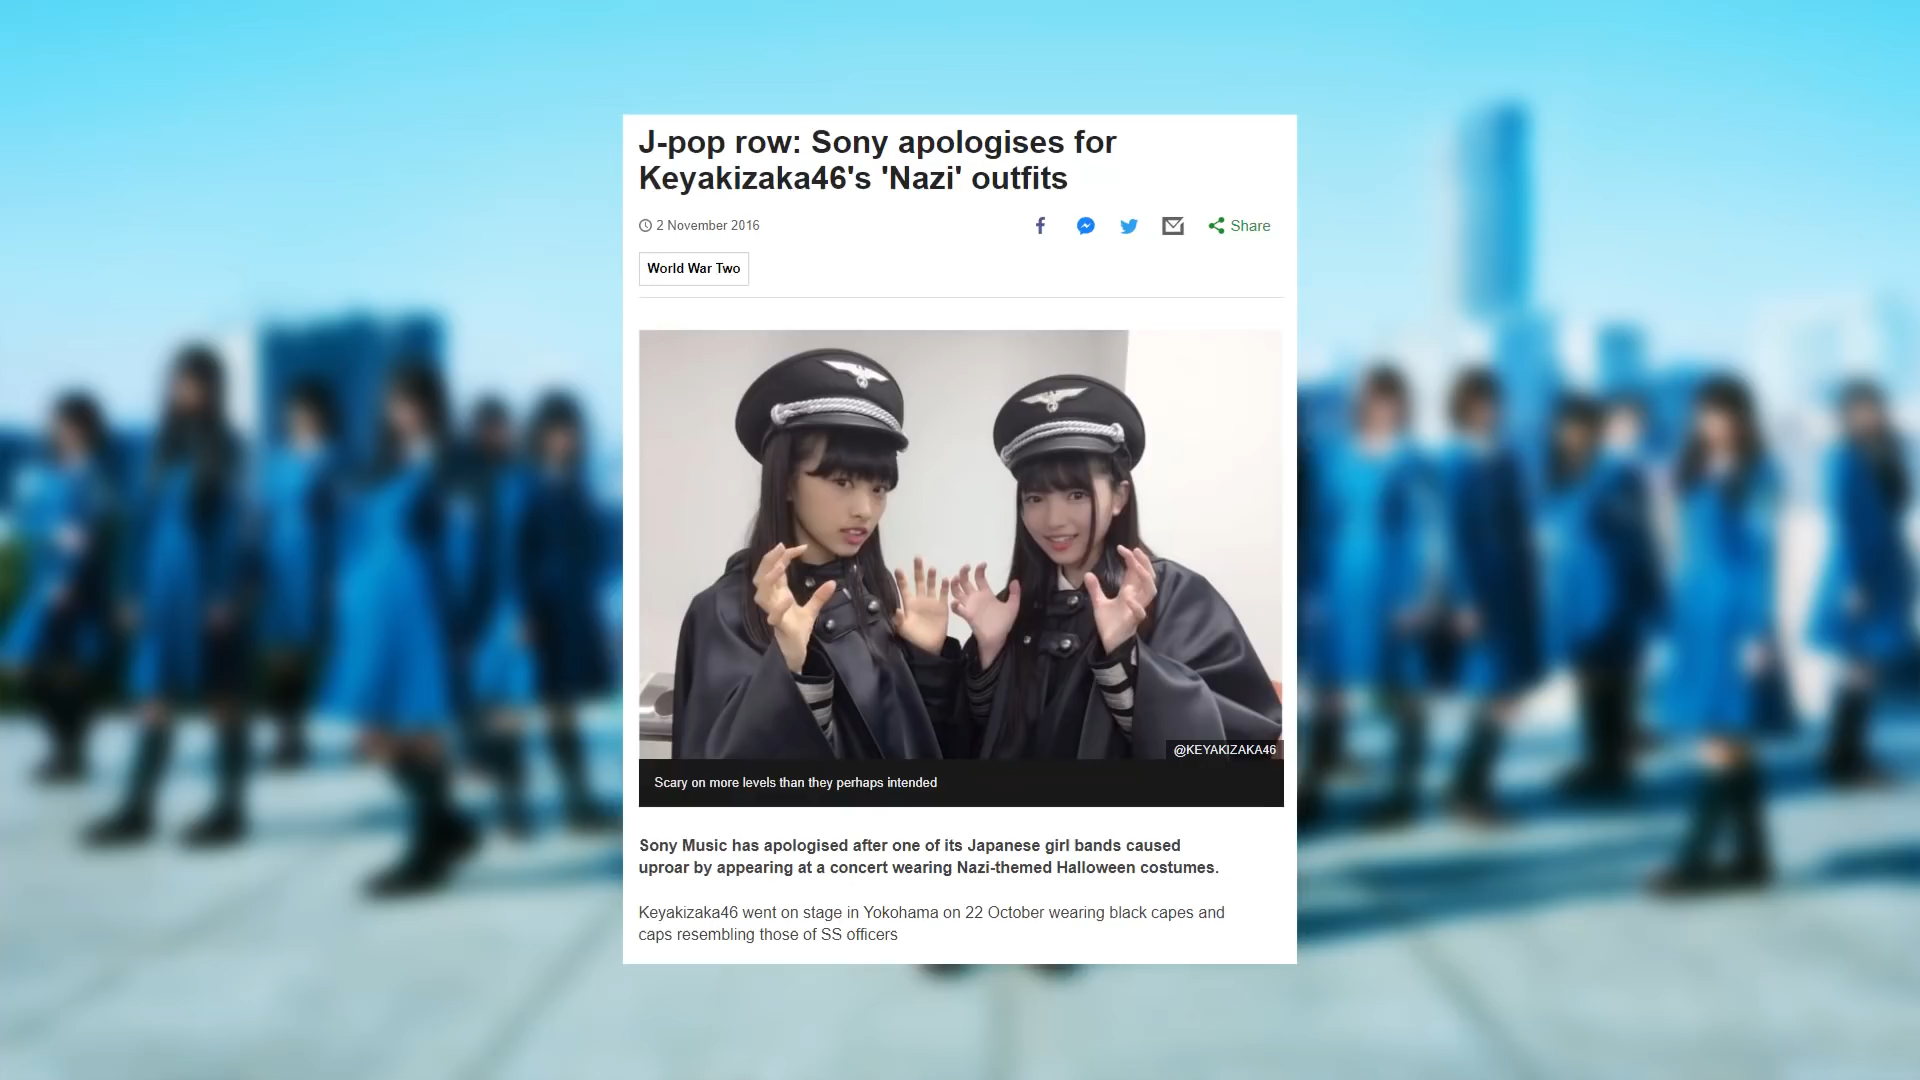 J-pop row: Sony apologises for
Keyakizaka46's 'Nazi' outfits
2 November 2016
Share
World War Two
@KEYAKIZAKA46
Scary on more levels than they perhaps intended
Sony Music has apologised after one of its Japanese girl bands caused
uproar by appearing at a concert wearing Nazi-themed Halloween costumes.
Keyakizaka46 went on stage in Yokohama on 22 October wearing black capes and
caps resembling those of SS officers